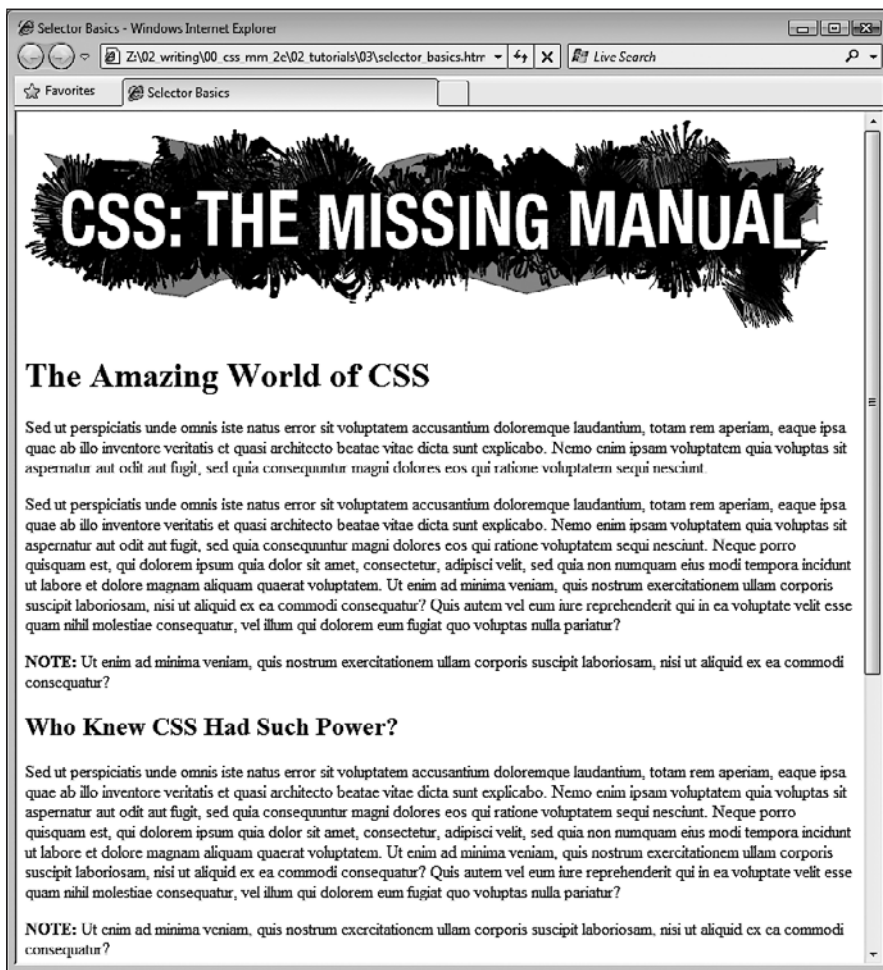 Selector Basics - Windows Internet Explorer
Z:\02_writing\00_css_mm_2e\02_tutorials\03\selector_basics.htm
Live Search
Favorites
Selector Basics
CSS: THE MISSING MANUAL
The Amazing World of CSS
Sed ut perspiciatis unde omnis iste natus error sit voluptatem accusantium doloremque laudantium, totam rem aperiam, eaque ipsa
quae ab illo inventore veritatis et quasi architecto beatae vitae dicta sunt explicabo. Nemo enim ipsam voluptatem quia voluptas sit
aspernatur aut odit aut fugit, sed quia consequuntur magni dolores eos qui ratione voluptatem sequi nesciunt.
Sed ut perspiciatis unde omnis iste natus error sit voluptatem accusantium doloremque laudantium, totam rem aperiam, eaque ipsa
quae ab illo inventore veritatis et quasi architecto beatae vitae dicta sunt explicabo. Nemo enim ipsam voluptatem quia voluptas sit
aspernatur aut odit aut fugit, sed quia consequuntur magni dolores eos qui ratione voluptatem sequi nesciunt. Neque porro
quisquam est, qui dolorem ipsum quia dolor sit amet, consectetur, adipisci velit, sed quia non numquam eius modi tempora incidunt
ut labore et dolore magnam aliquam quaerat voluptatem. Ut enim ad minima veniam, quis nostrum exercitationem ullam corporis
suscipit laboriosam, nisi ut aliquid ex ea commodi consequatur? Quis autem vel eum iure reprehenderit qui in ea voluptate velit esse
quam nihil molestiae consequatur, vel illum qui dolorem eum fugiat quo voluptas nulla pariatur?
NOTE: Ut enim ad minima veniam, quis nostrum exercitationem ullam corporis suscipit laboriosam, nisi ut aliquid ex ea commodi
consequatur?
Who Knew CSS Had Such Power?
Sed ut perspiciatis unde omnis iste natus error sit voluptatem accusantium doloremque laudantium, totam rem aperiam, eaque ipsa
quae ab illo inventore veritatis et quasi architecto beatae vitae dicta sunt explicabo. Nemo enim ipsam voluptatem quia voluptas sit
aspernatur aut odit aut fugit, sed quia consequuntur magni dolores eos qui ratione voluptatem sequi nesciunt. Neque porro
quisquam est, qui dolorem ipsum quia dolor sit amet, consectetur, adipisci velit, sed quia non numquam eius modi tempora incidunt
ut labore et dolore magnam aliquam quaerat voluptatem. Ut enim ad minima veniam, quis nostrum exercitationem ullam corporis
suscipit laboriosam, nisi ut aliquid ex ea commodi consequatur? Quis autem vel eum iure reprehenderit qui in ea voluptate velit esse
quam nihil molestiae consequatur, vel illum qui dolorem eum fugiat quo voluptas nulla pariatur?
NOTE: Ut enim ad minima veniam, quis nostrum exercitationem ullam corporis suscipit laboriosam, nisi ut aliquid ex ea commodi
consequatur?